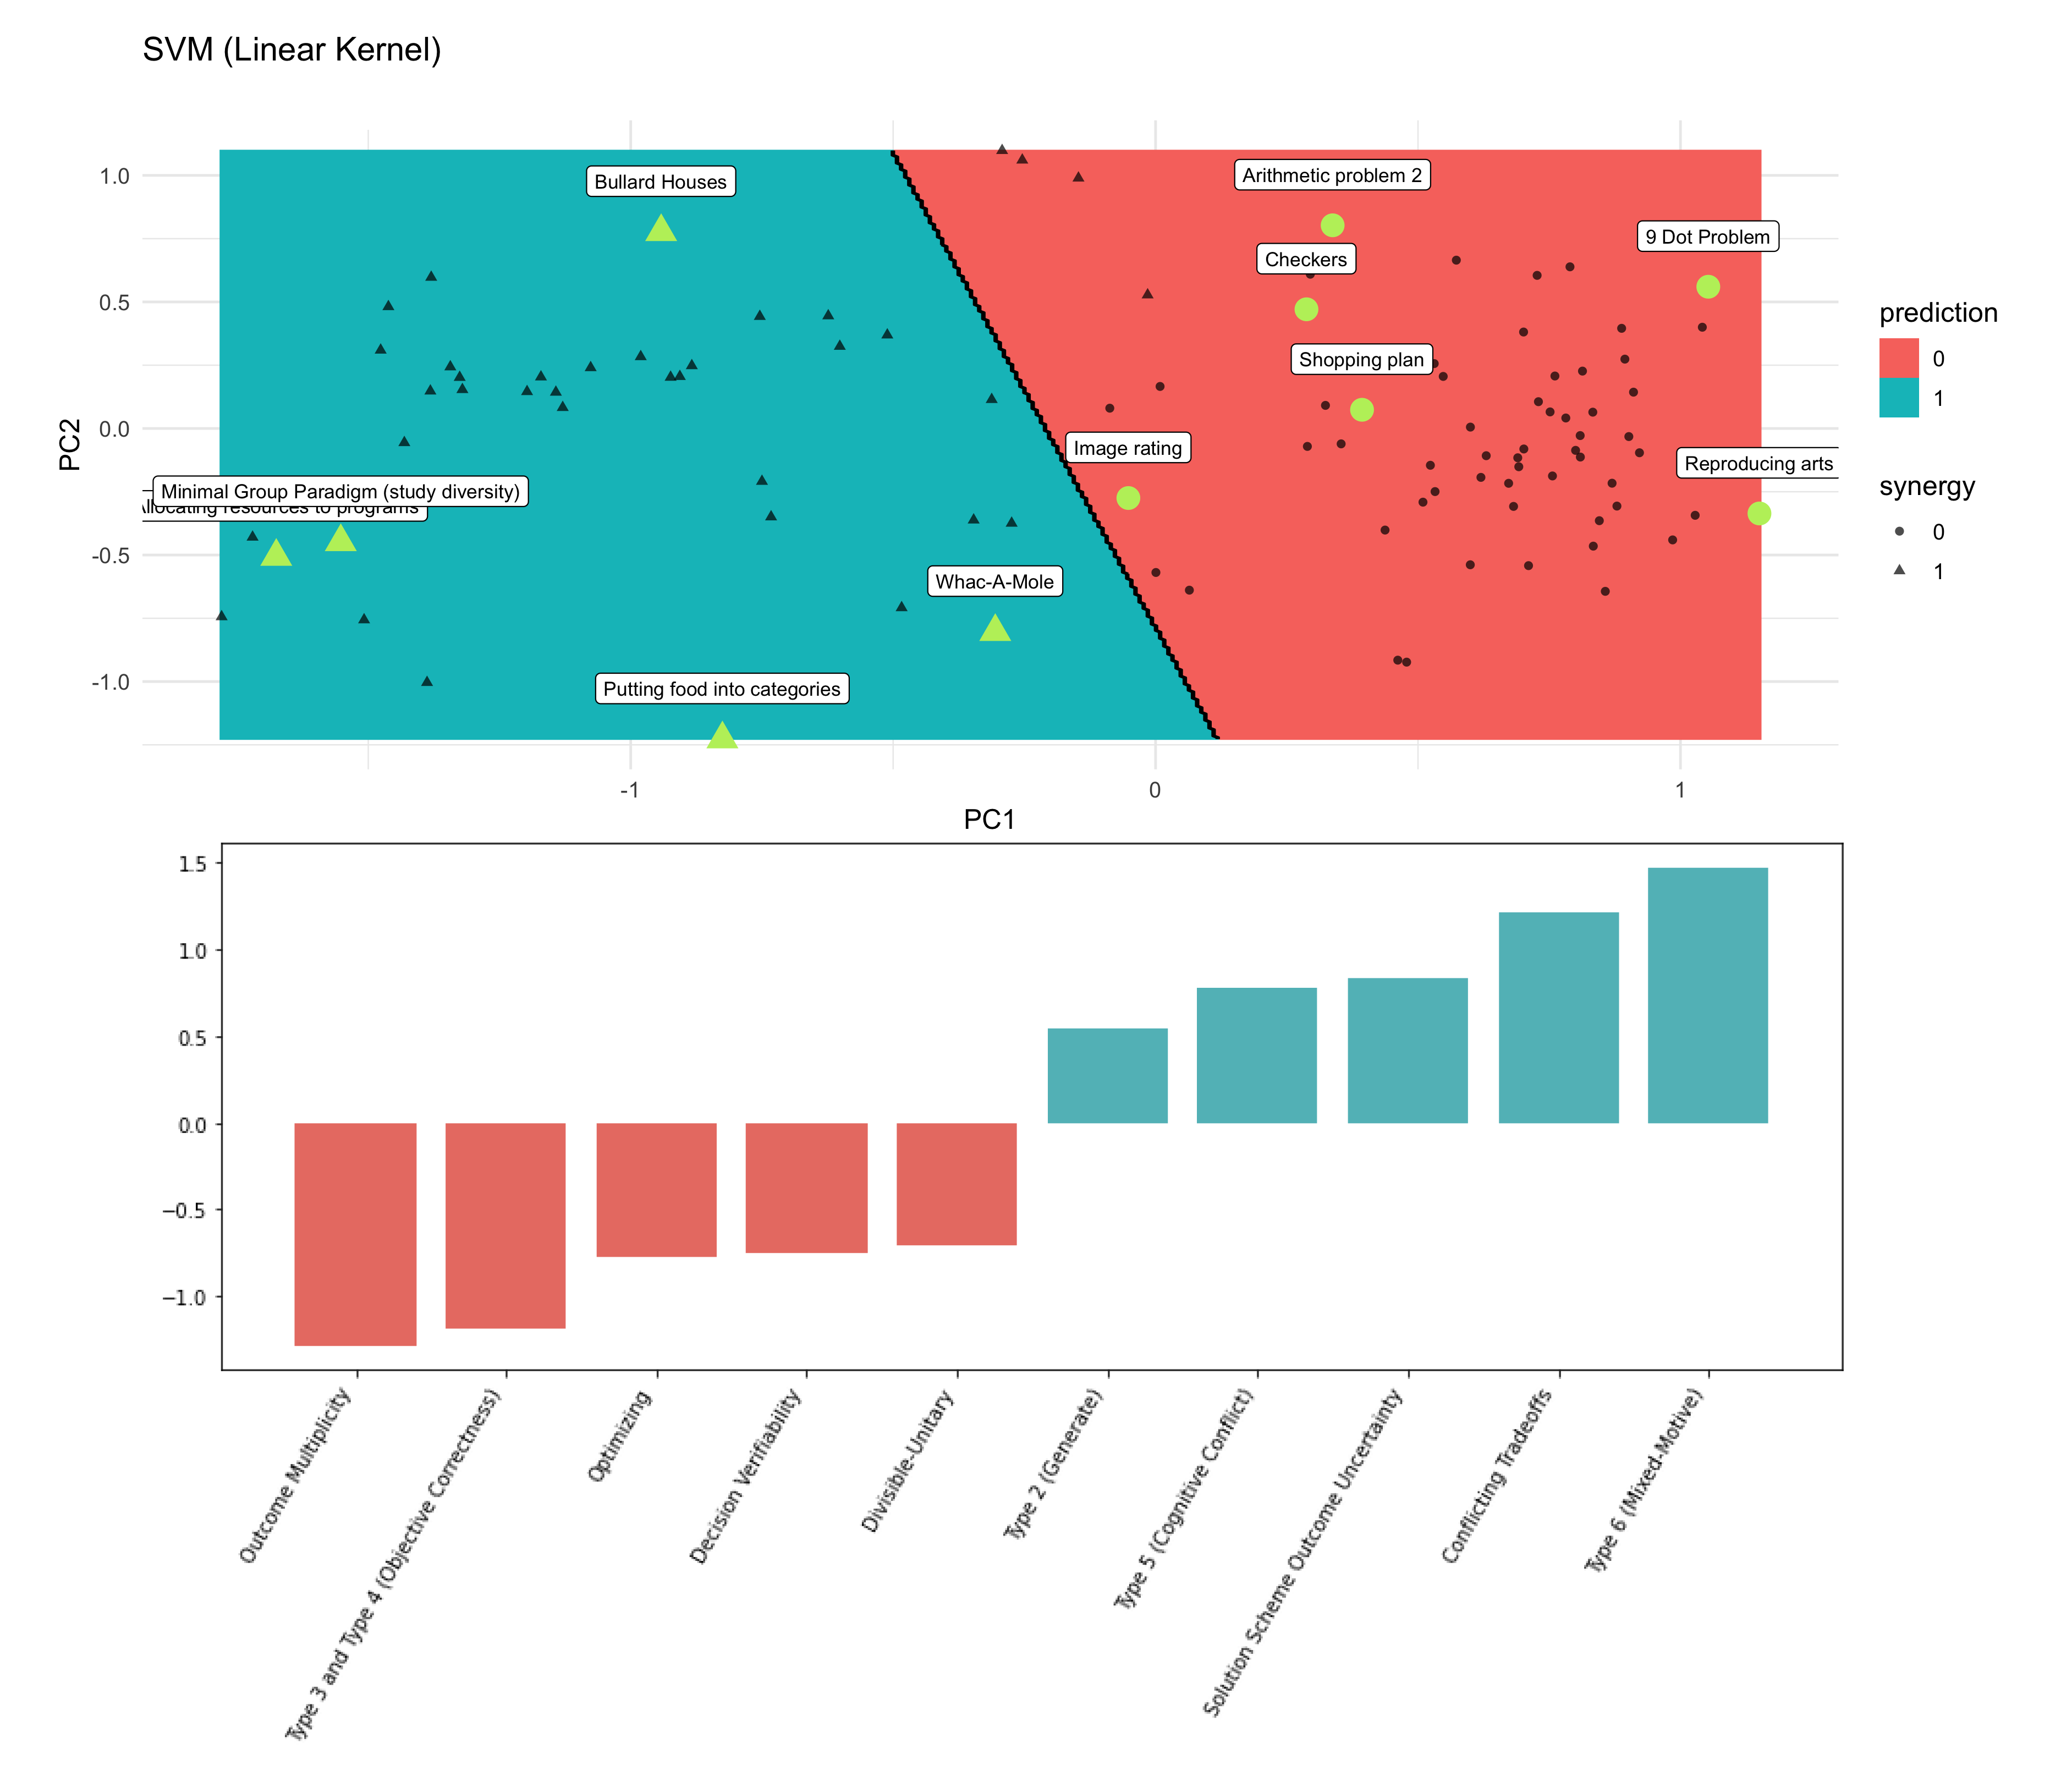 SVM (Linear Kernel)
PC2
1.0
0.5
0.0
-0.5
-1.0
Bullard Houses
Arithmetic problem 2
9 Dot Problem
Checkers
Shopping plan
Image rating
Reproducing arts
Minimal Group Paradigm (study diversity)
resources to programs
Whac-A-Mole
Putting food into categories
-1
0
1
PC1
prediction
0
1
synergy
0
1
1.5
1.0
0.5
0.0
−0.5
−1.0
Outcome Multiplicity
Type 3 and Type 4 (Objective Correctness)
Optimizing
Decision Verifiability
Divisible-Unitary
Type 2 (Generate)
Type 5 (Cognitive Conflict)
Solution Scheme Outcome Uncertainty
Conflicting Tradeoffs
Type 6 (Mixed-Motive)